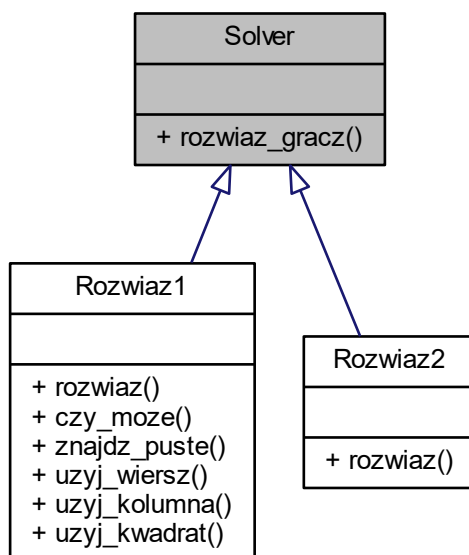 Solver
+ rozwiaz_gracz()
Rozwiaz1
+ rozwiaz()
+ czy_moze()
+ znajdz_puste()
+ uzyj_wiersz()
+ uzyj_kolumna()
+ uzyj_kwadrat()
Rozwiaz2
+ rozwiaz()